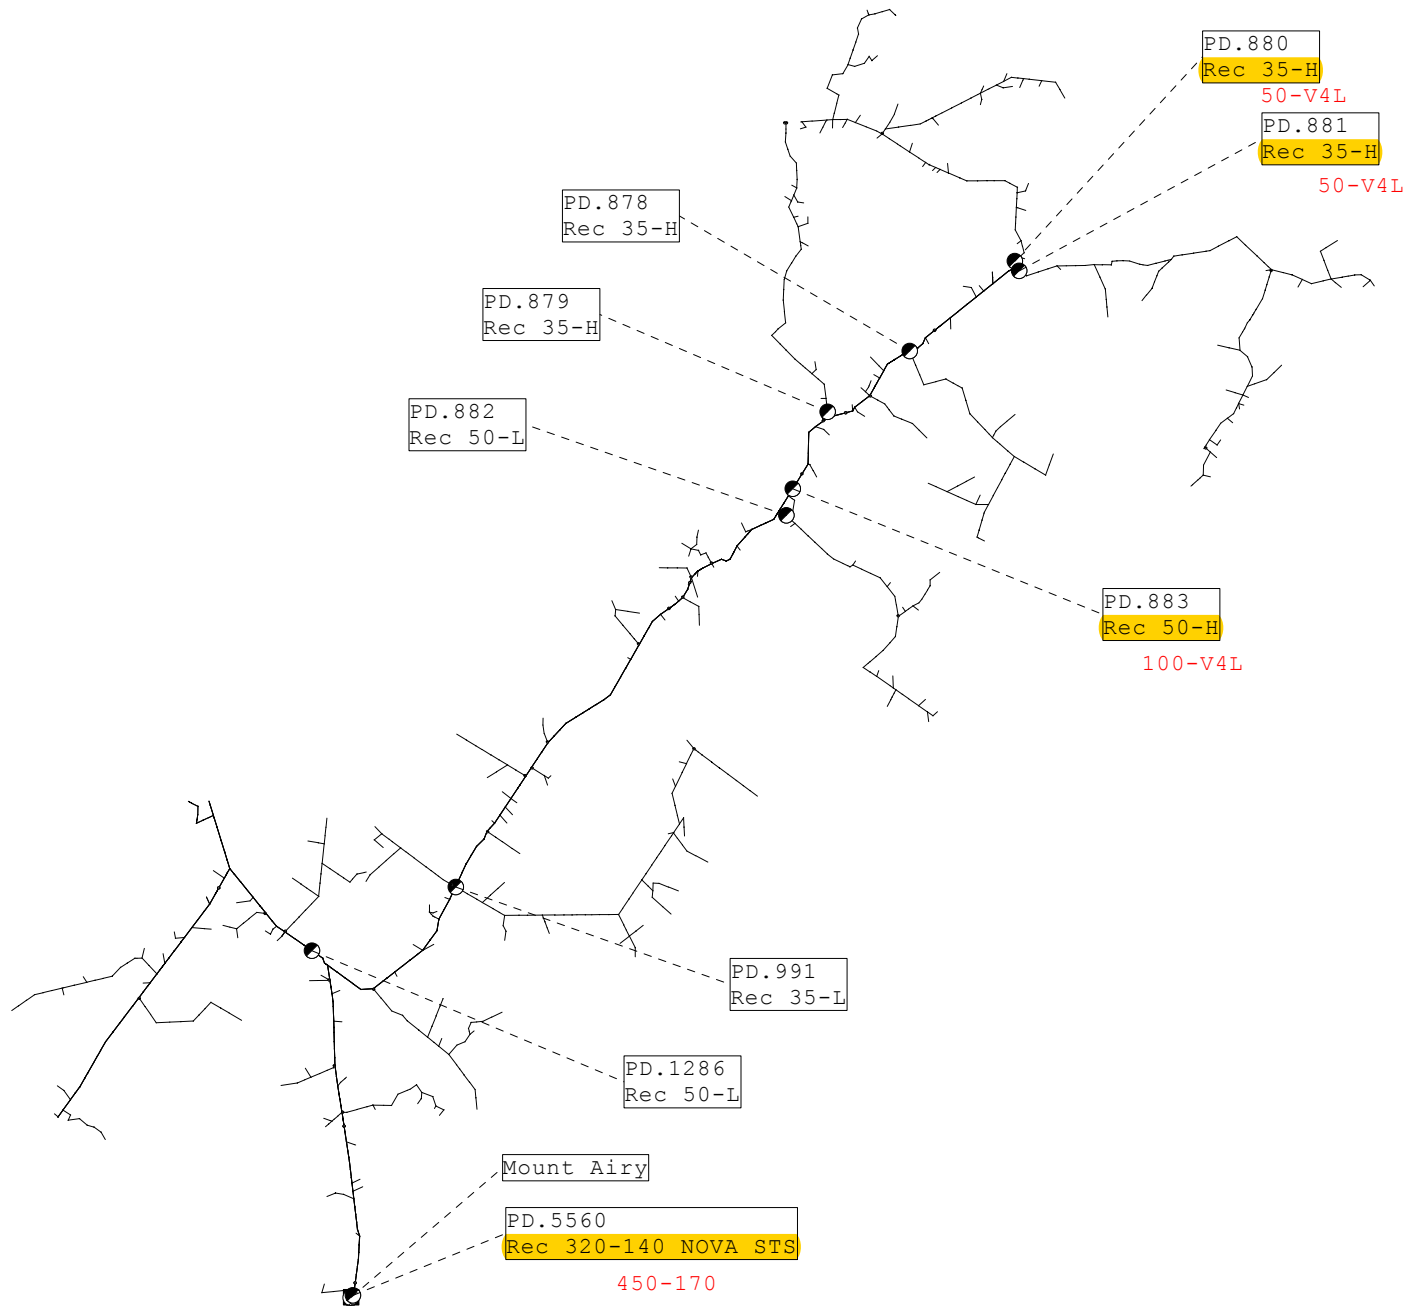 PD.880
Rec 35-H
50-V4L
PD.881
Rec 35-H
50-V4L
PD.878
Rec 35-H
PD.879
Rec 35-H
PD.882
Rec 50-L
PD.883
Rec 50-H
100-V4L
PD.991
Rec 35-L
PD.1286
Rec 50-L
Mount Airy
PD.5560
Rec 320-140 NOVA STS
450-170